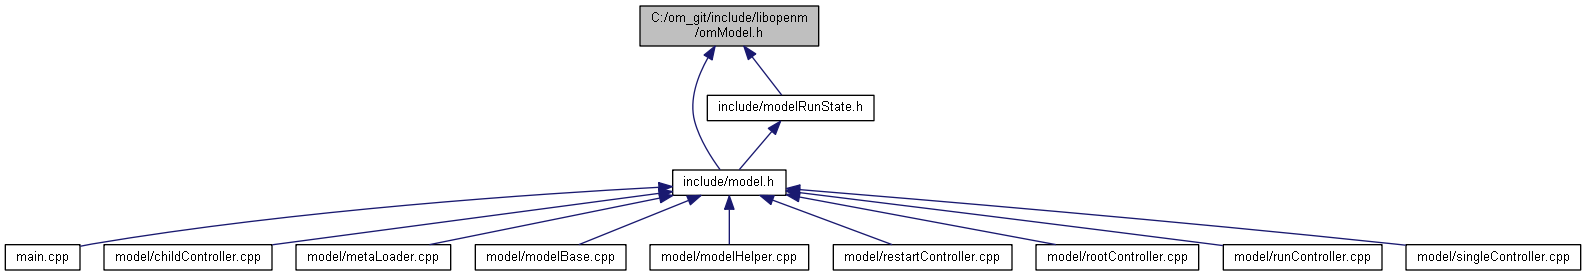 C:/om_git/include/libopenm
/omModel.h
include/modelRunState.h
include/model.h
main.cpp
model/childController.cpp
model/metaLoader.cpp
model/modelBase.cpp
model/modelHelper.cpp
model/restartController.cpp
model/rootController.cpp
model/runController.cpp
model/singleController.cpp